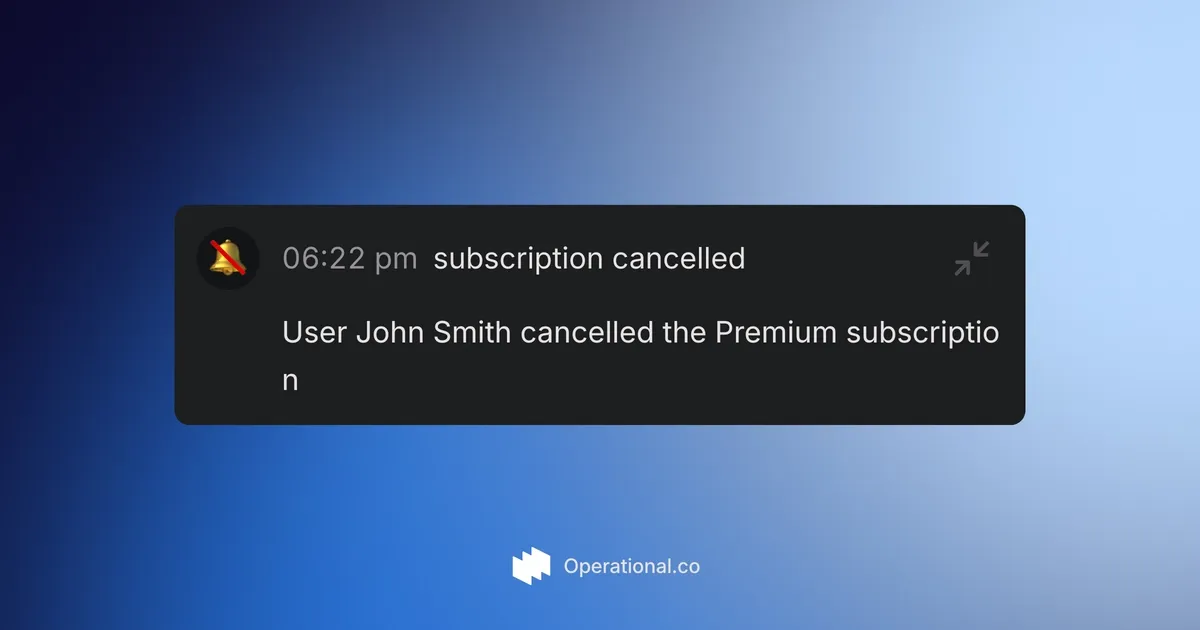 06:22 pm subscription cancelled
User John Smith cancelled the Premium subscriptio
n
Operational.co